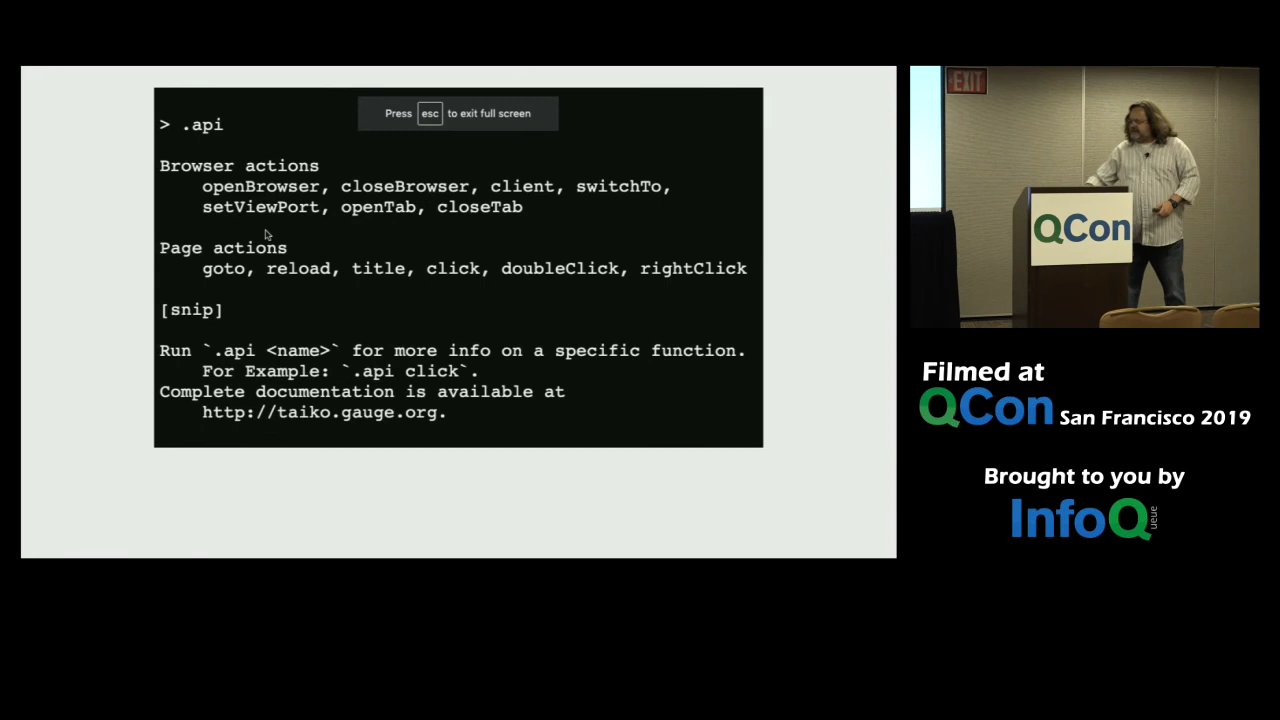 > .api
Press esc to exit full screen
Browser actions
openBrowser, closeBrowser, client, switchTo,
setViewPort, openTab, closeTab
Page actions
goto, reload, title, click, doubleClick, rightClick
[snip]
Run `.api <name>` for more info on a specific function.
For Example: `.api click`.
Complete documentation is available at
http://taiko.gauge.org.
EXIT
QCon
Filmed at
QCon San Francisco 2019
Brought to you by
InfoQ
ueue